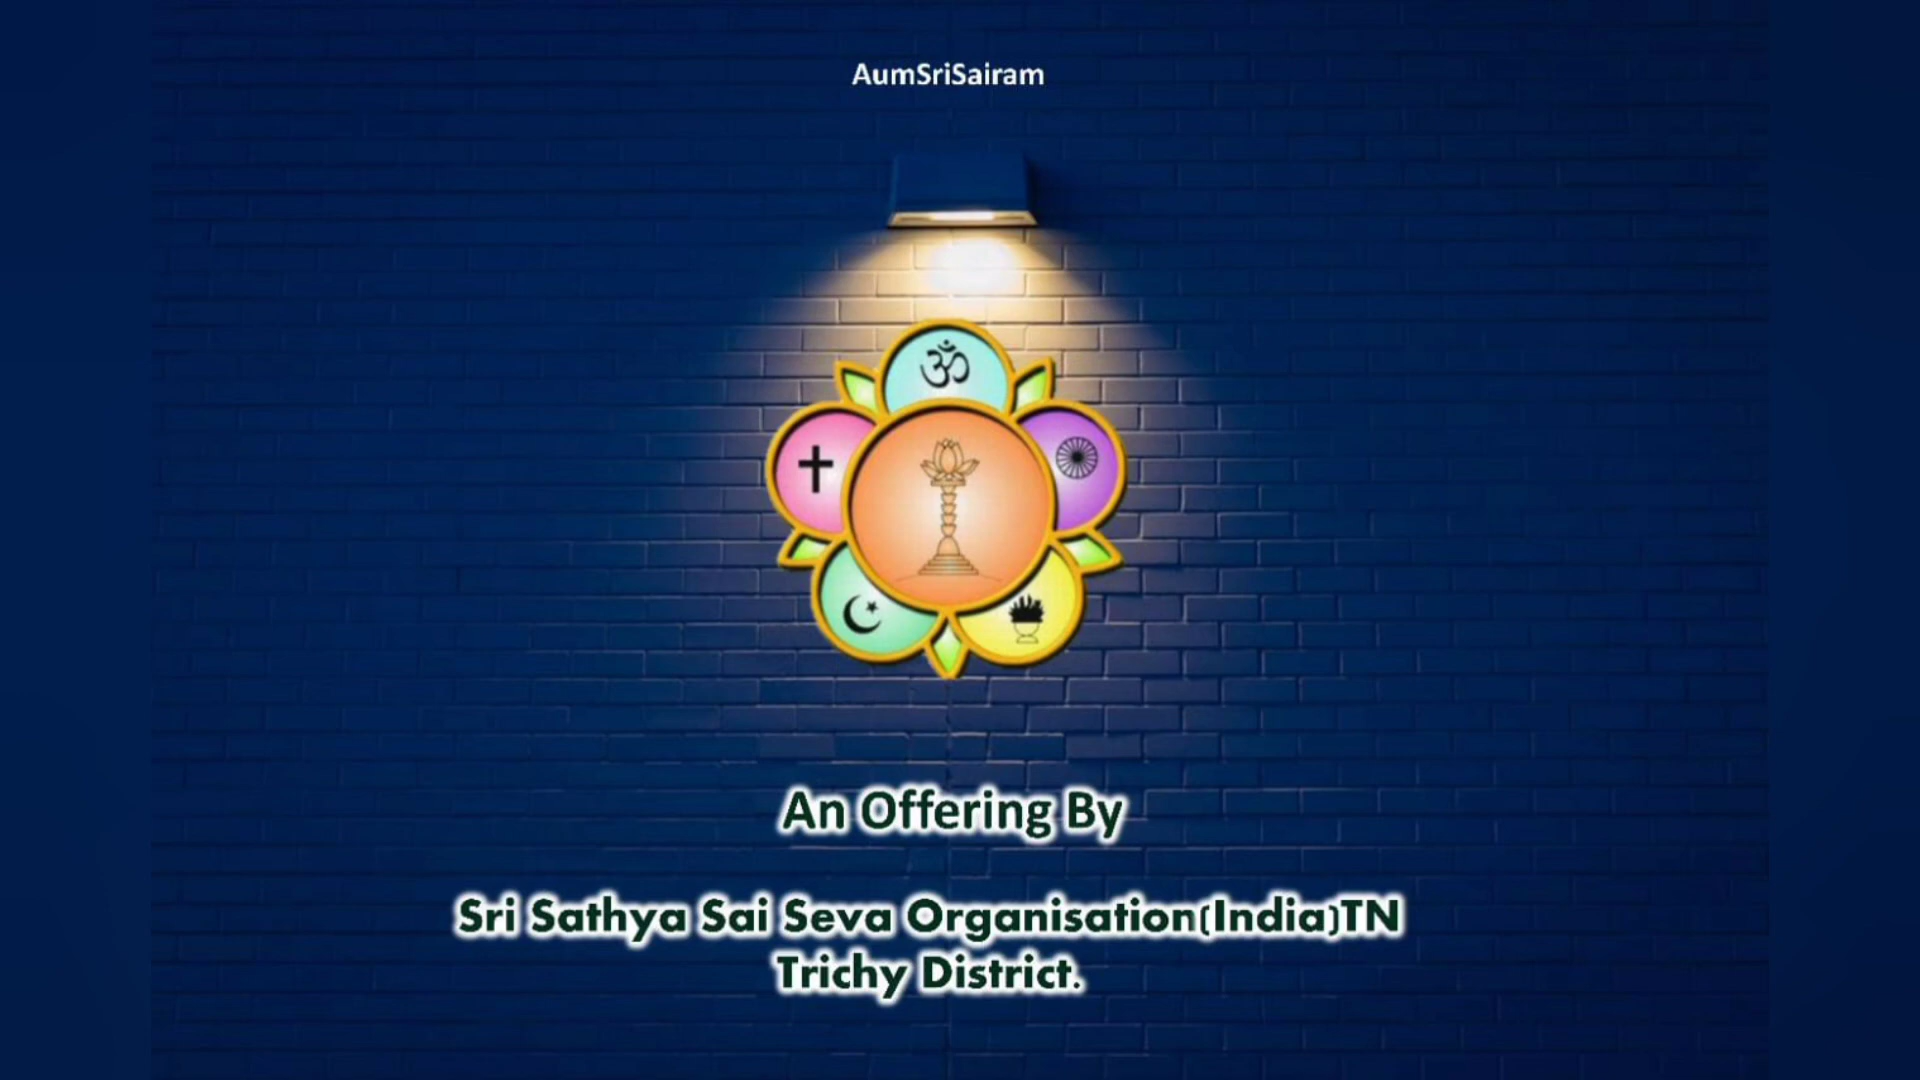 AumSriSairam
ॐ
An Offering By
Sri Sathya Sai Seva Organisation(India)TN
Trichy District.